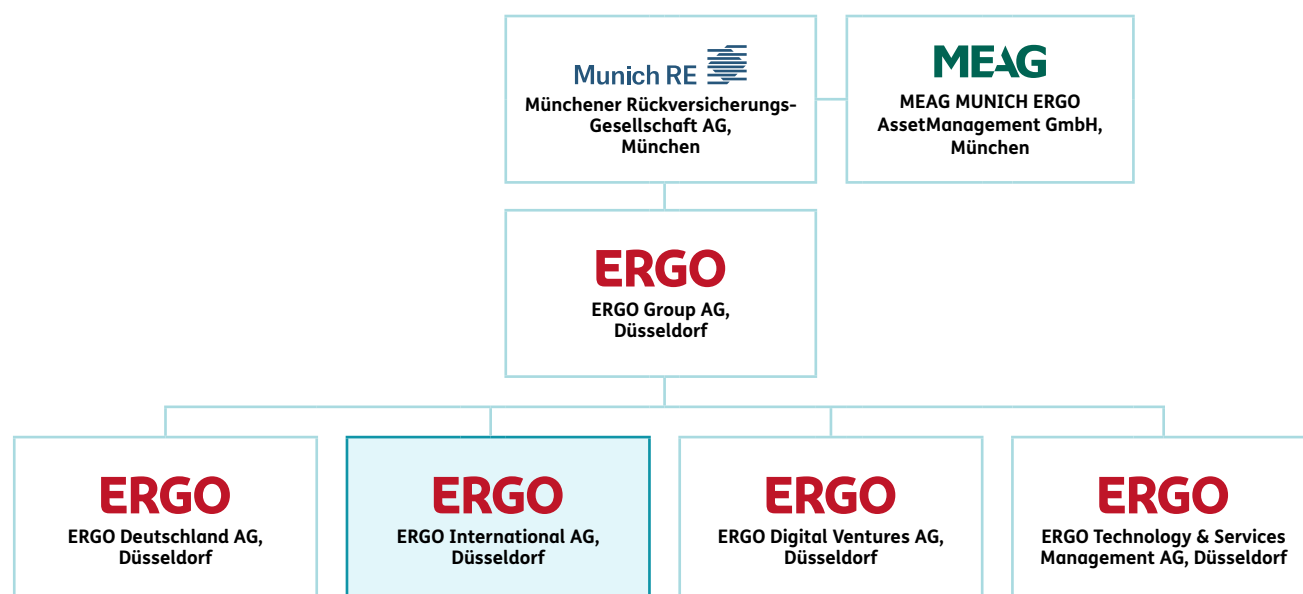 Munich RE
Münchener Rückversicherungs-
Gesellschaft AG,
München
MEAG
MEAG MUNICH ERGO
AssetManagement GmbH,
München
ERGO
ERGO Group AG,
Düsseldorf
ERGO
ERGO Deutschland AG,
Düsseldorf
ERGO
ERGO International AG,
Düsseldorf
ERGO
ERGO Digital Ventures AG,
Düsseldorf
ERGO
ERGO Technology & Services
Management AG, Düsseldorf